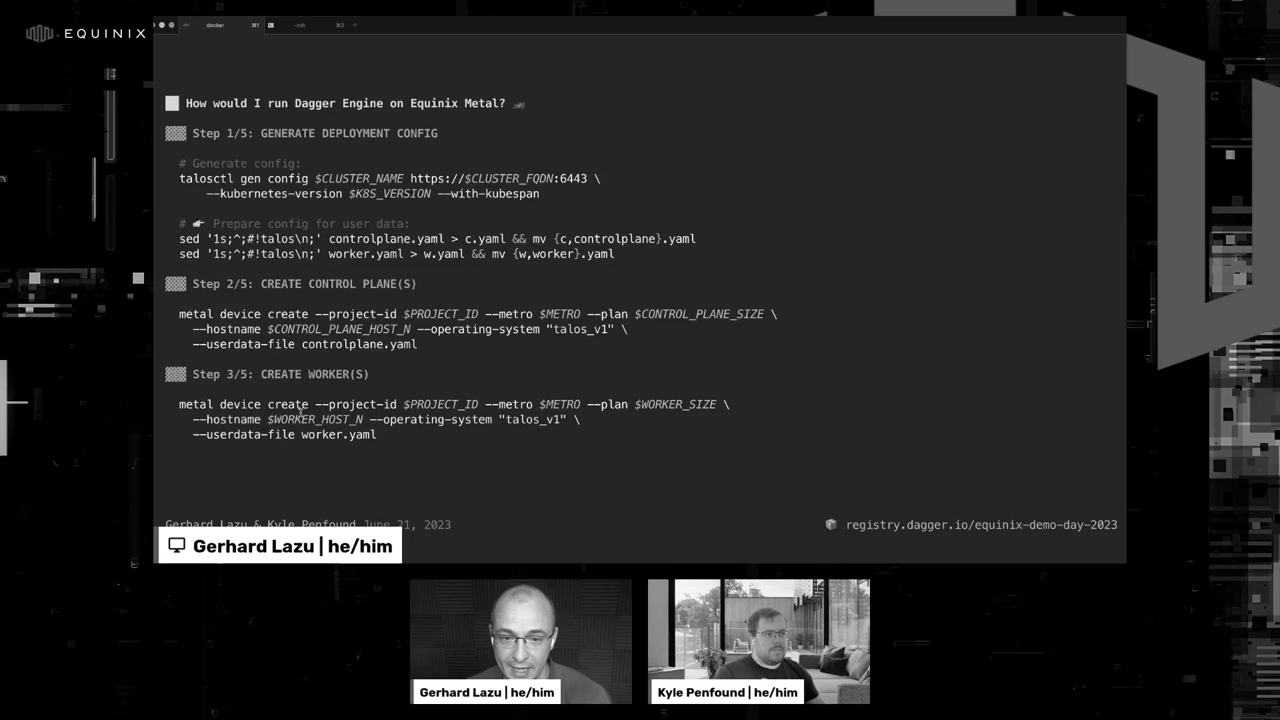 EQUINIX
docker ⌘1 -zsh ⌘2 +
How would I run Dagger Engine on Equinix Metal?
Step 1/5: GENERATE DEPLOYMENT CONFIG
# Generate config:
talosctl gen config $CLUSTER_NAME https://$CLUSTER_FQDN:6443 \
--kubernetes-version $K8S_VERSION --with-kubespan
# 👉 Prepare config for user data:
sed '1s;^;#!talos\n;' controlplane.yaml > c.yaml && mv {c,controlplane}.yaml
sed '1s;^;#!talos\n;' worker.yaml > w.yaml && mv {w,worker}.yaml
Step 2/5: CREATE CONTROL PLANE(S)
metal device create --project-id $PROJECT_ID --metro $METRO --plan $CONTROL_PLANE_SIZE \
--hostname $CONTROL_PLANE_HOST_N --operating-system "talos_v1" \
--userdata-file controlplane.yaml
Step 3/5: CREATE WORKER(S)
metal device create --project-id $PROJECT_ID --metro $METRO --plan $WORKER_SIZE \
--hostname $WORKER_HOST_N --operating-system "talos_v1" \
--userdata-file worker.yaml
Gerhard Lazu & Kyle Penfound June 21, 2023
registry.dagger.io/equinix-demo-day-2023
Gerhard Lazu | he/him
Gerhard Lazu | he/him
Kyle Penfound | he/him